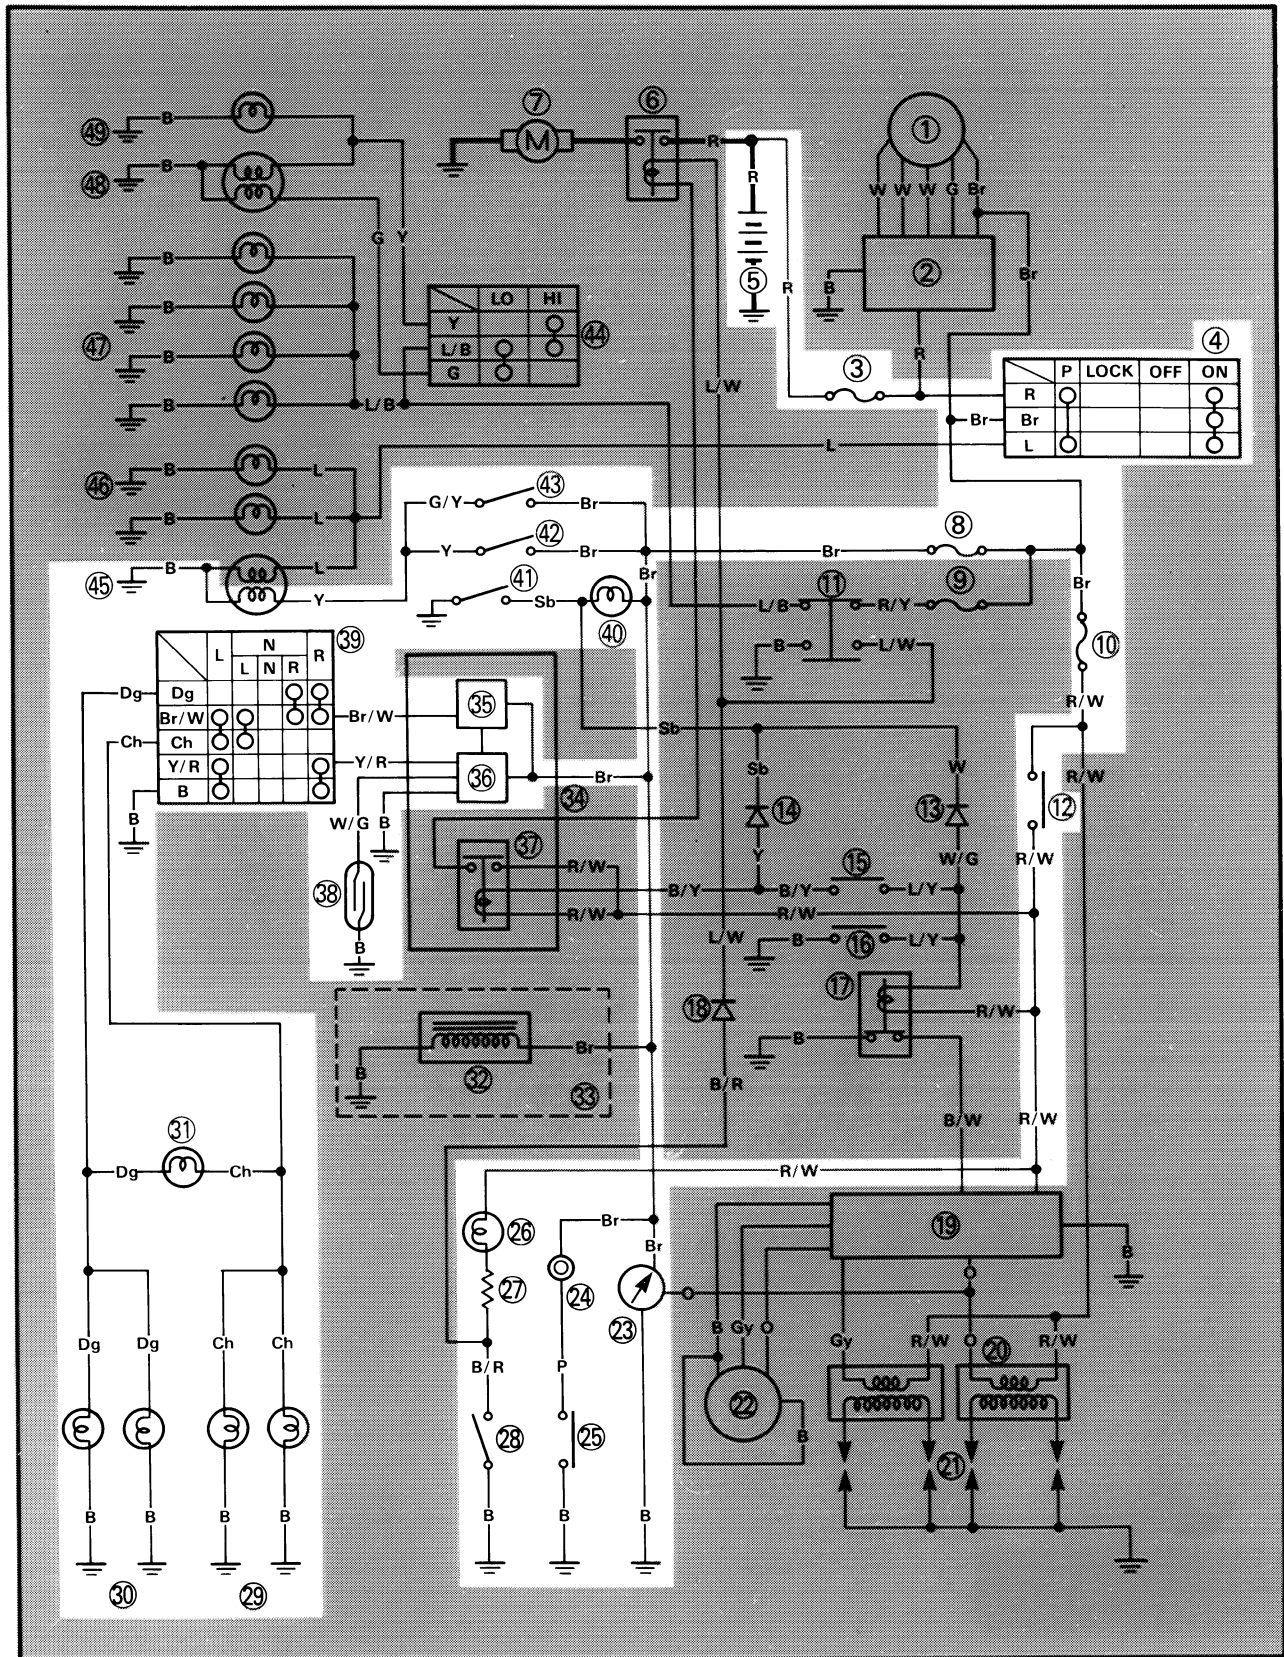 ⑦ ⑥ ①
㊾ B M R
㊽ B R W W W G Br
G Y ②
B ⑤ R B Br
LO HI
B Y ㊹ R ④
㊼ B L/B ③ P LOCK OFF ON
G L/W R
B L/B Br Br
L L
B L
㊻ G/Y ㊸ Br
B L ⑧
Y ㊷ Br Br
㊺ B L Br ⑨ Br
Y ㊶ Sb ⑪
L/B R/Y
㊵ ⑩
N ㊴ B L/W
L R
L N R
Dg Dg R/W
Br/W Br/W ㉟
Ch Ch Sb
Y/R Y/R ㊱ Br Sb W R/W
B ㉞ ⑫
B W/G B ⑭ ⑬
㊲ R/W Y W/G R/W
⑮
㊳ B/Y B/Y L/Y
R/W R/W
B L/W B ⑯ L/Y
⑰
⑱ R/W
Br B
B ㉜ ㉝ B/R
B/W R/W
㉛
Dg Ch R/W
Br ⑲
㉖ Br B
㉗ ㉔ O O
㉓ B Gy O
Dg Dg Ch Ch Gy R/W O ⑳ R/W
B/R P
㉒
㉘ ㉕ B ㉑
B B B B B B B
㉚ ㉙